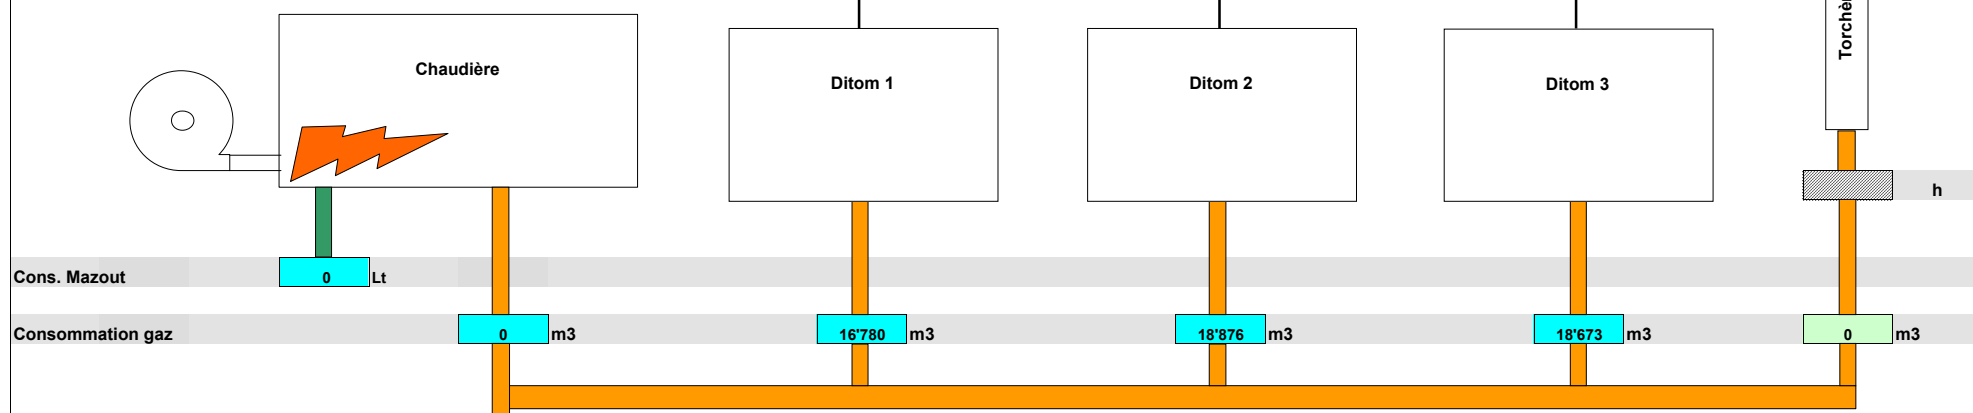 Torchèr
Chaudière
Ditom 1
Ditom 2
Ditom 3
h
Cons. Mazout 0 Lt
Consommation gaz 0 m3 16'780 m3 18'876 m3 18'673 m3 0 m3